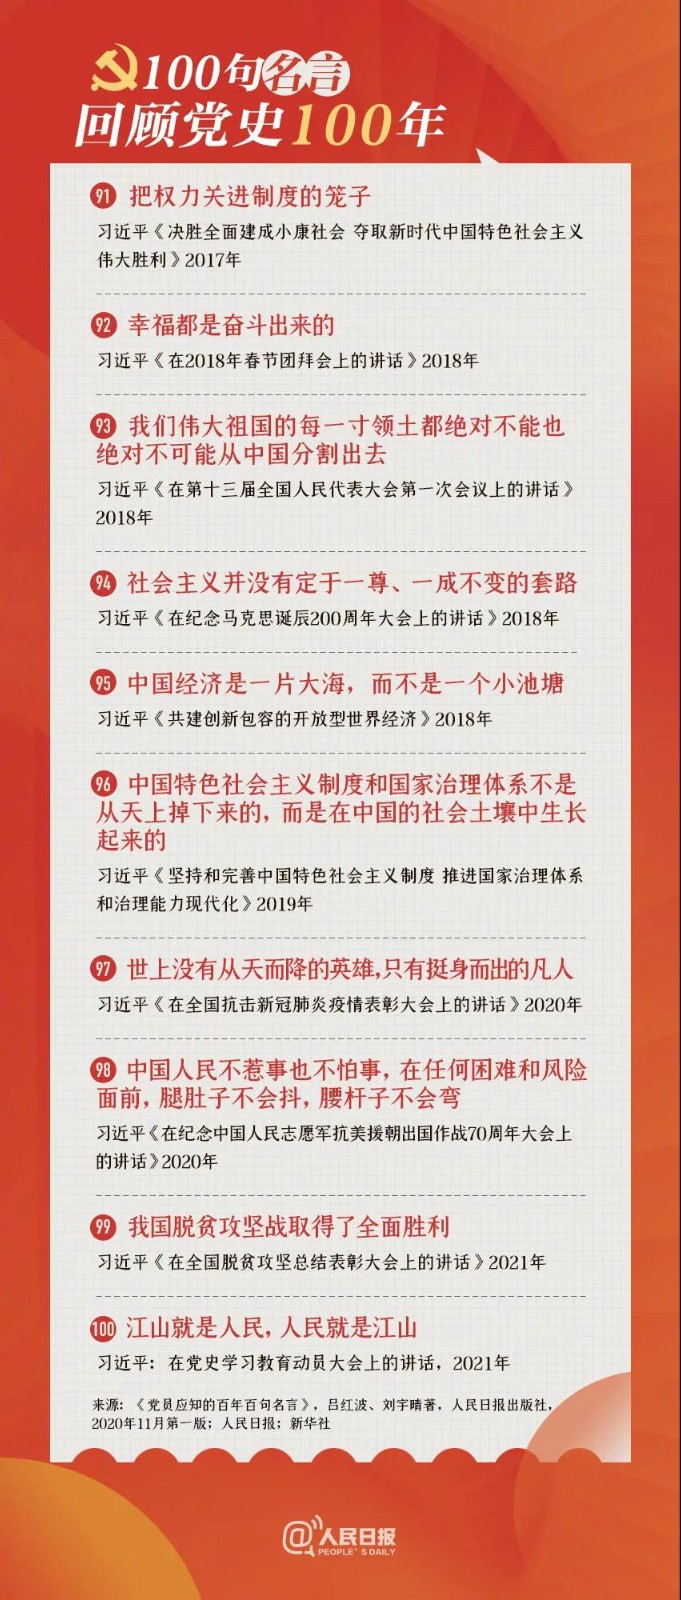 100句名言
回顾党史100年
91 把权力关进制度的笼子
习近平《决胜全面建成小康社会 夺取新时代中国特色社会主义
伟大胜利》2017年
92 幸福都是奋斗出来的
习近平《在2018年春节团拜会上的讲话》2018年
93 我们伟大祖国的每一寸领土都绝对不能也
绝对不可能从中国分割出去
习近平《在第十三届全国人民代表大会第一次会议上的讲话》
2018年
94 社会主义并没有定于一尊、一成不变的套路
习近平《在纪念马克思诞辰200周年大会上的讲话》2018年
95 中国经济是一片大海，而不是一个小池塘
习近平《共建创新包容的开放型世界经济》2018年
96 中国特色社会主义制度和国家治理体系不是
从天上掉下来的，而是在中国的社会土壤中生长
起来的
习近平《坚持和完善中国特色社会主义制度 推进国家治理体系
和治理能力现代化》2019年
97 世上没有从天而降的英雄,只有挺身而出的凡人
习近平《在全国抗击新冠肺炎疫情表彰大会上的讲话》2020年
98 中国人民不惹事也不怕事，在任何困难和风险
面前，腿肚子不会抖，腰杆子不会弯
习近平《在纪念中国人民志愿军抗美援朝出国作战70周年大会上
的讲话》2020年
99 我国脱贫攻坚战取得了全面胜利
习近平《在全国脱贫攻坚总结表彰大会上的讲话》2021年
100 江山就是人民，人民就是江山
习近平：在党史学习教育动员大会上的讲话，2021年
来源：《党员应知的百年百句名言》，吕红波、刘宇晴著，人民日报出版社，
2020年11月第一版；人民日报；新华社
@人民日报
PEOPLE'S DAILY